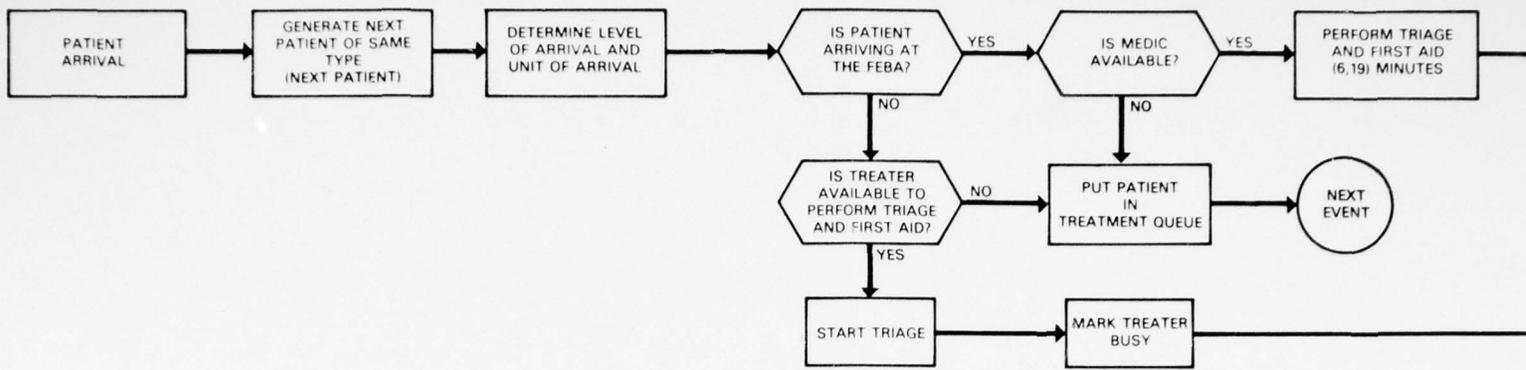 PATIENT
ARRIVAL
GENERATE NEXT
PATIENT OF SAME
TYPE
(NEXT PATIENT)
DETERMINE LEVEL
OF ARRIVAL AND
UNIT OF ARRIVAL
IS PATIENT
ARRIVING AT
THE FEBA?
YES
IS MEDIC
AVAILABLE?
YES
PERFORM TRIAGE
AND FIRST AID
(6,19) MINUTES
NO
NO
IS TREATER
AVAILABLE TO
PERFORM TRIAGE
AND FIRST AID?
NO
PUT PATIENT
IN
TREATMENT QUEUE
NEXT
EVENT
YES
START TRIAGE
MARK TREATER
BUSY